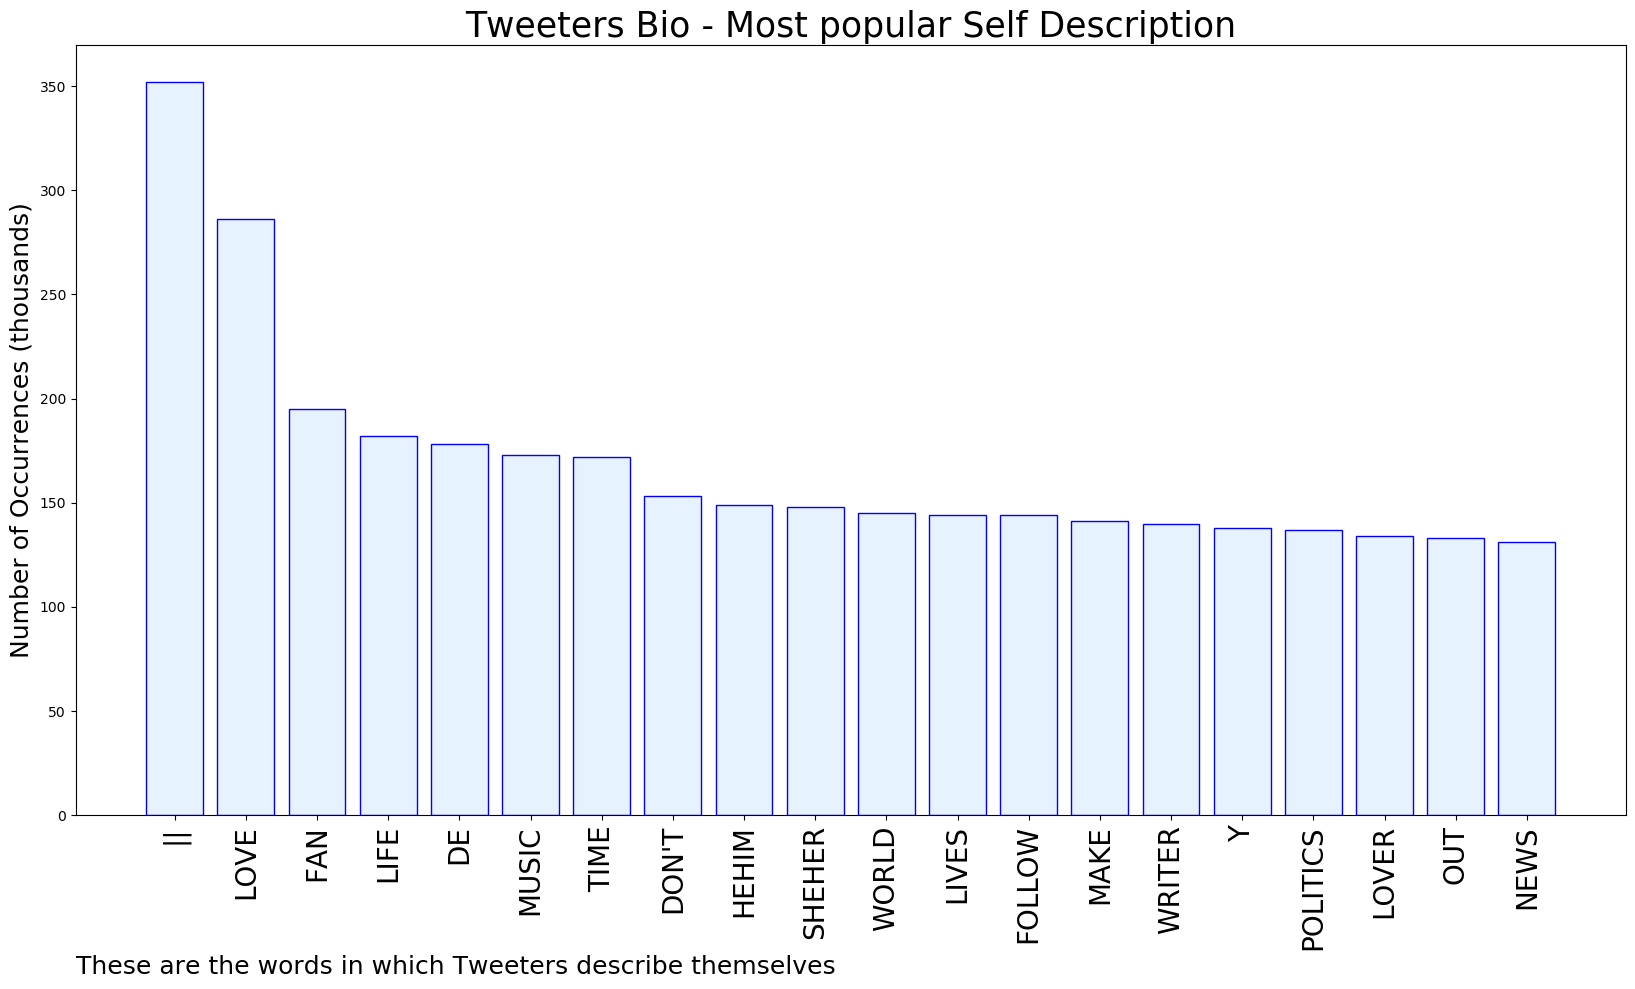 Tweeters Bio - Most popular Self Description
Number of Occurrences (thousands)
350
300
250
200
150
100
50
0
||
LOVE
FAN
LIFE
DE
MUSIC
TIME
DON'T
HEHIM
SHEHER
WORLD
LIVES
FOLLOW
MAKE
WRITER
Y
POLITICS
LOVER
OUT
NEWS
These are the words in which Tweeters describe themselves